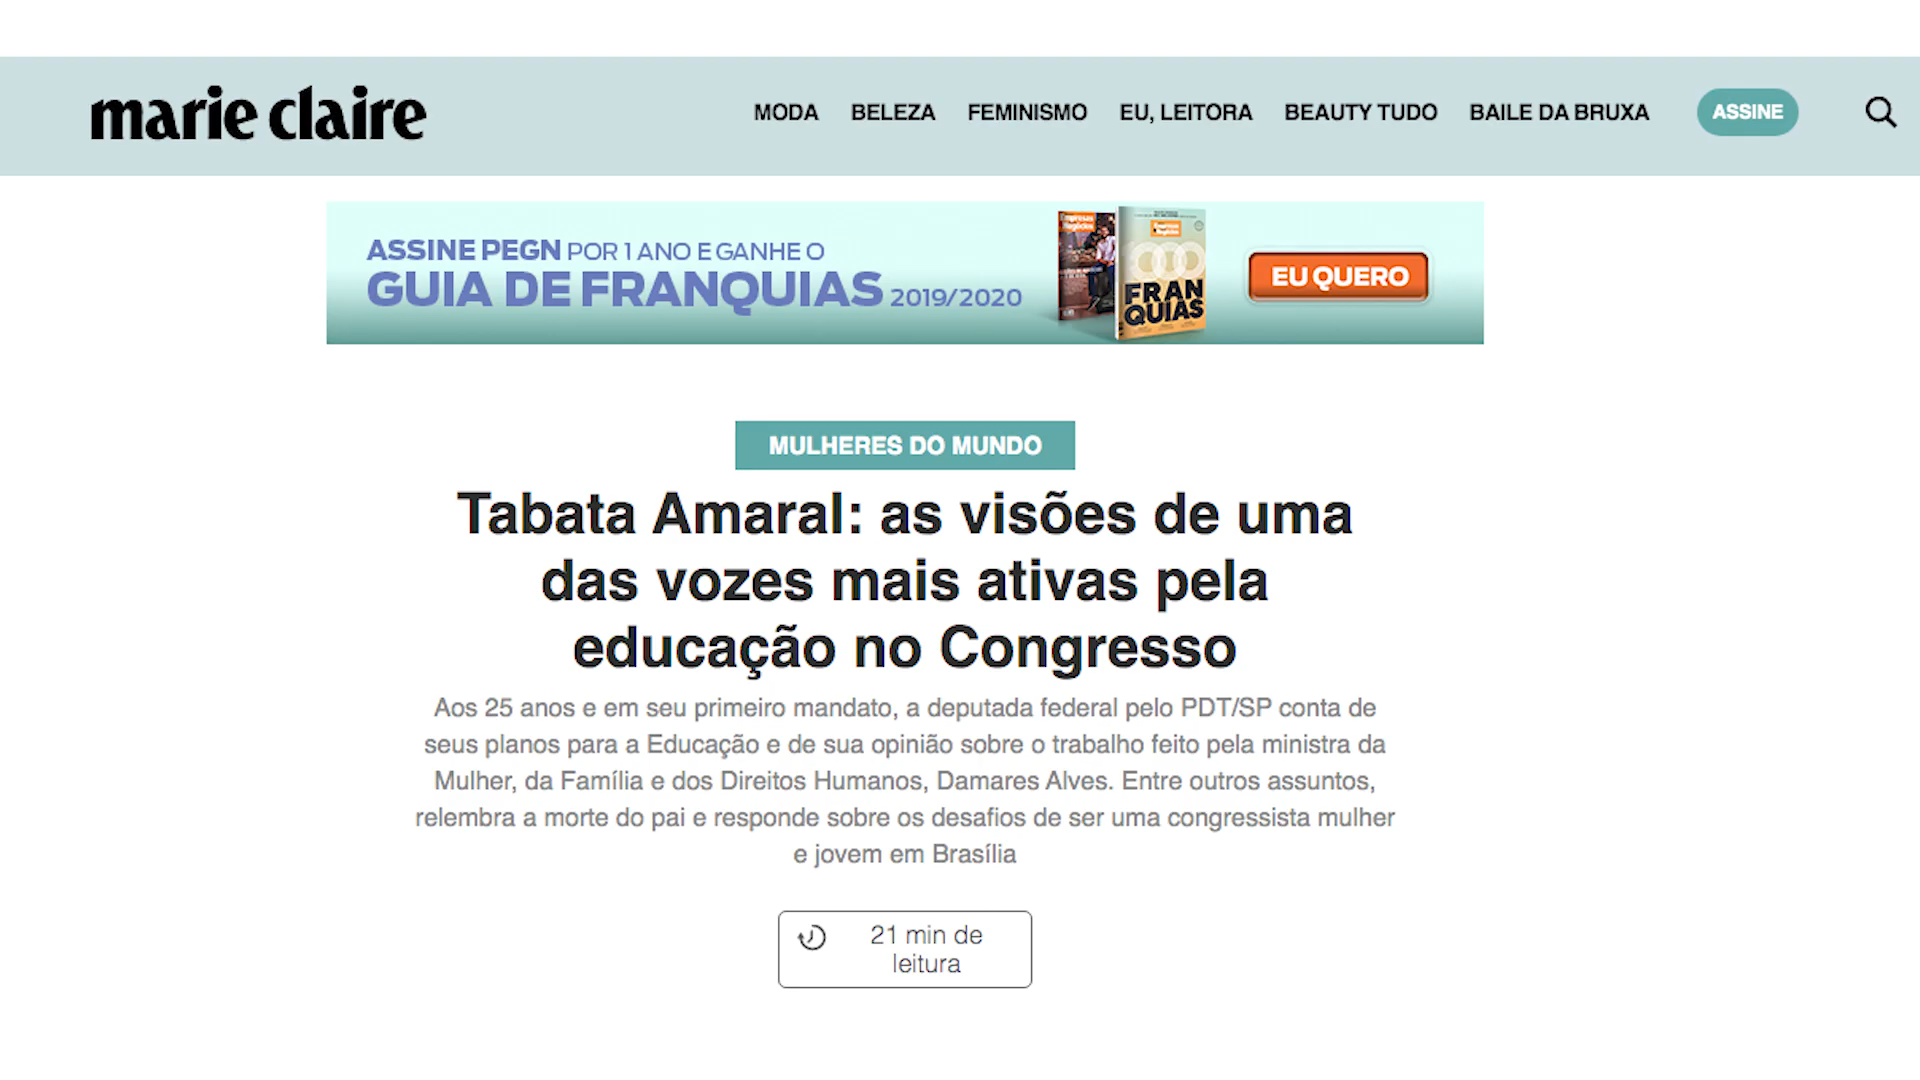 marie claire
MODA BELEZA FEMINISMO EU, LEITORA BEAUTY TUDO BAILE DA BRUXA ASSINE
ASSINE PEGN POR 1 ANO E GANHE O
GUIA DE FRANQUIAS 2019/2020
FRAN
QUIAS
EU QUERO
MULHERES DO MUNDO
Tabata Amaral: as visões de uma
das vozes mais ativas pela
educação no Congresso
Aos 25 anos e em seu primeiro mandato, a deputada federal pelo PDT/SP conta de
seus planos para a Educação e de sua opinião sobre o trabalho feito pela ministra da
Mulher, da Família e dos Direitos Humanos, Damares Alves. Entre outros assuntos,
relembra a morte do pai e responde sobre os desafios de ser uma congressista mulher
e jovem em Brasília
21 min de
leitura